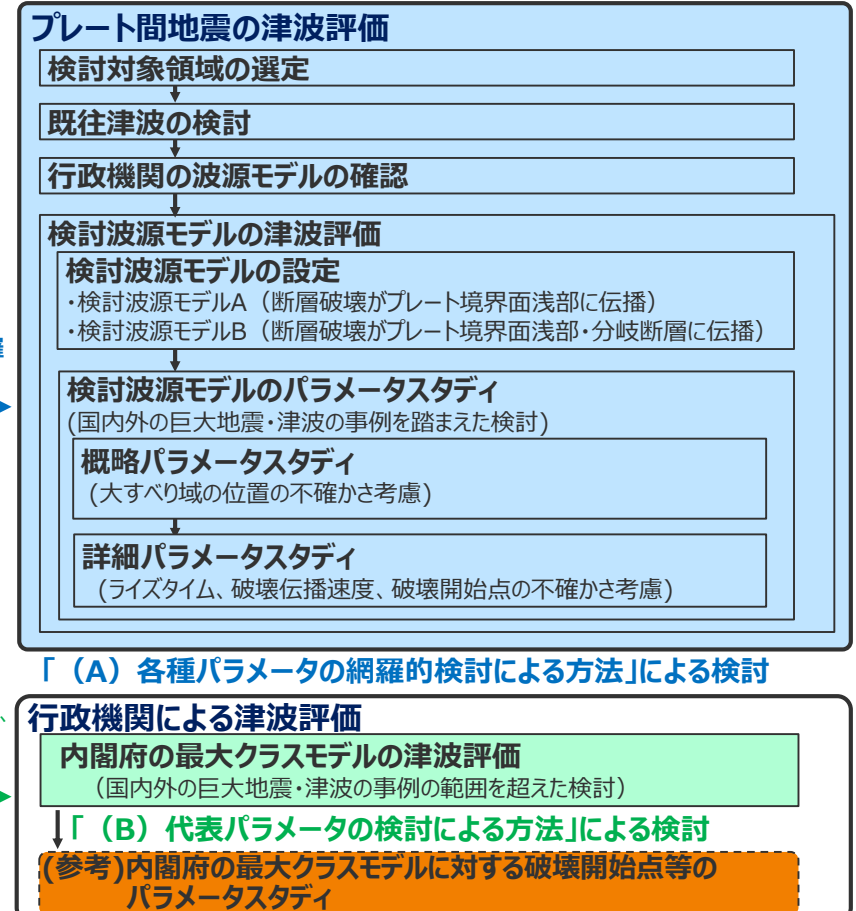 プレート間地震の津波評価
検討対象領域の選定
既往津波の検討
行政機関の波源モデルの確認
検討波源モデルの津波評価
検討波源モデルの設定
・検討波源モデルA（断層破壊がプレート境界面浅部に伝播）
・検討波源モデルB（断層破壊がプレート境界面浅部・分岐断層に伝播）
検討波源モデルのパラメータスタディ
(国内外の巨大地震・津波の事例を踏まえた検討)
概略パラメータスタディ
(大すべり域の位置の不確かさ考慮)
詳細パラメータスタディ
(ライズタイム、破壊伝播速度、破壊開始点の不確かさ考慮)
「（A）各種パラメータの網羅的検討による方法」による検討
行政機関による津波評価
内閣府の最大クラスモデルの津波評価
（国内外の巨大地震・津波の事例の範囲を超えた検討）
「（B）代表パラメータの検討による方法」による検討
(参考)内閣府の最大クラスモデルに対する破壊開始点等の
パラメータスタディ